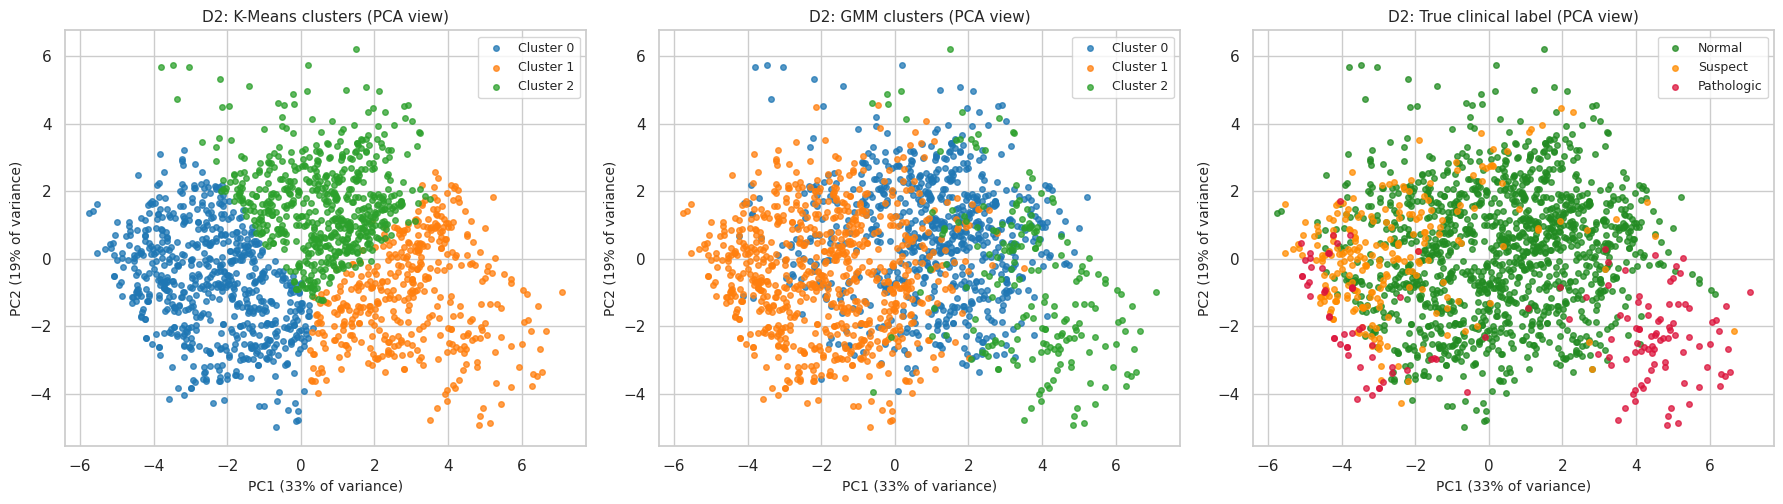 D2: K-Means clusters (PCA view)
Cluster 0
Cluster 1
Cluster 2
6
4
2
0
−2
−4
PC2 (19% of variance)
−6 −4 −2 0 2 4 6
PC1 (33% of variance)
D2: GMM clusters (PCA view)
Cluster 0
Cluster 1
Cluster 2
6
4
2
0
−2
−4
PC2 (19% of variance)
−6 −4 −2 0 2 4 6
PC1 (33% of variance)
D2: True clinical label (PCA view)
Normal
Suspect
Pathologic
6
4
2
0
−2
−4
PC2 (19% of variance)
−6 −4 −2 0 2 4 6
PC1 (33% of variance)